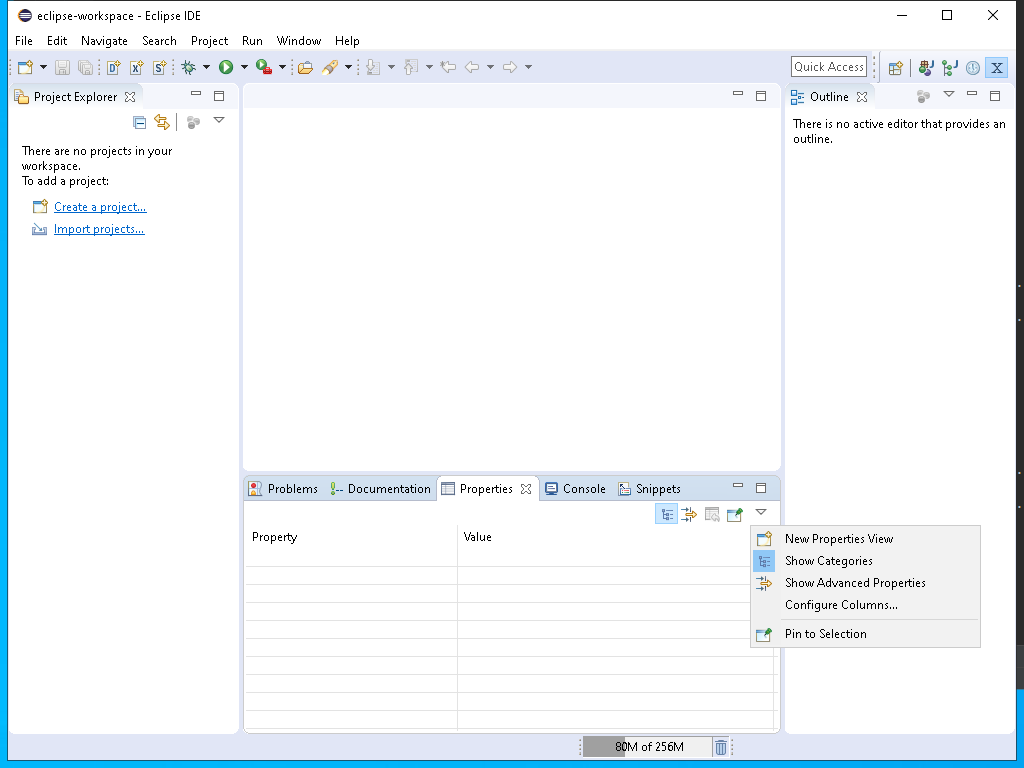 eclipse-workspace - Eclipse IDE
File Edit Navigate Search Project Run Window Help
Quick Access
Project Explorer
There are no projects in your
workspace.
To add a project:
Create a project...
Import projects...
Outline
There is no active editor that provides an
outline.
Problems Documentation Properties Console Snippets
Property Value
New Properties View
Show Categories
Show Advanced Properties
Configure Columns...
Pin to Selection
80M of 256M